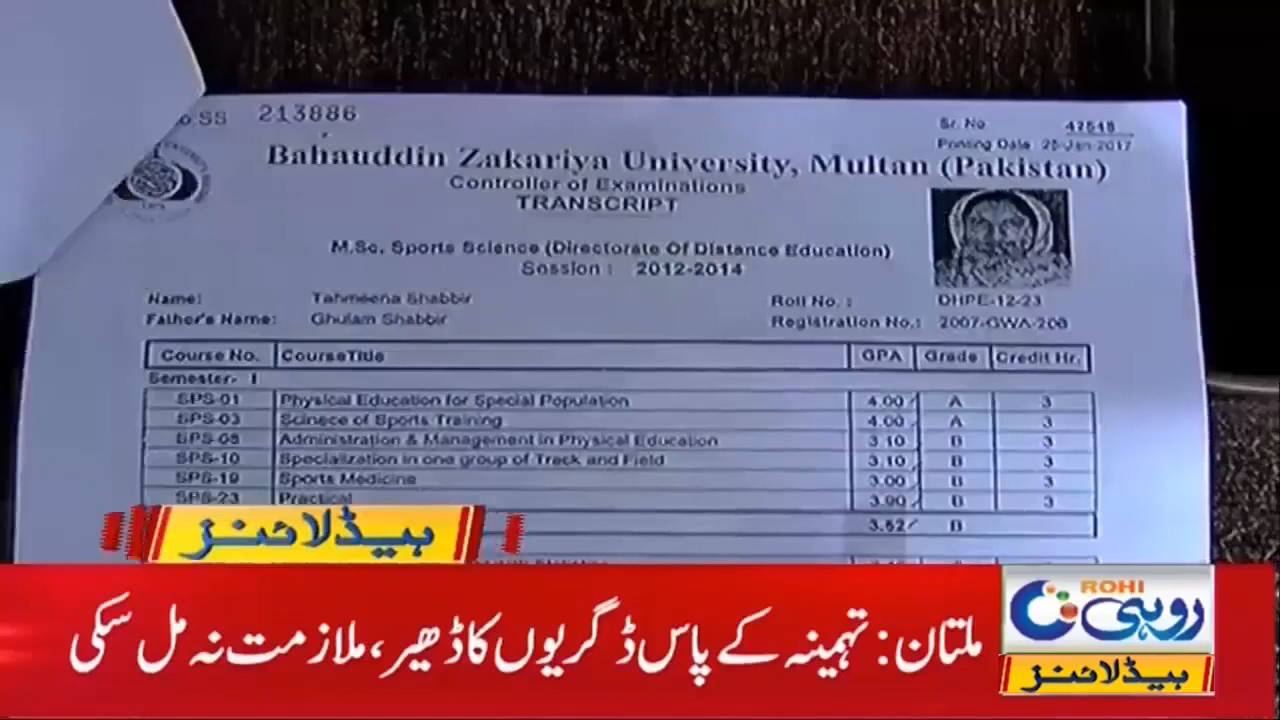 o SS 213886
Sr. No 42548
Printing Date 25-Jan-2017
Bahauddin Zakariya University, Multan (Pakistan)
Controller of Examinations
TRANSCRIPT
M.Sc. Sports Science (Directorate Of Distance Education)
Session : 2012-2014
Name: Tahmeena Shabbir Roll No. : DHPE-12-23
Father's Name: Ghulam Shabbir Registration No.: 2007-GWA-208
Course No. Course Title GPA Grade Credit Hr.
Semester- I
SPS-01 Physical Education for Special Population 4.00 A 3
SPS-03 Scinece of Sports Training 4.00 A 3
SPS-08 Administration & Management in Physical Education 3.10 B 3
SPS-10 Specialization in one group of Track and Field 3.10 B 3
SPS-19 Sports Medicine 3.00 B 3
SPS-23 Practical 3.90 B 3
3.52 B
ہیڈلائنز
ROHI
روہی
ملتان: تہمینہ کے پاس ڈگریوں کا ڈھیر، ملازمت نہ مل سکی
ہیڈلائنز